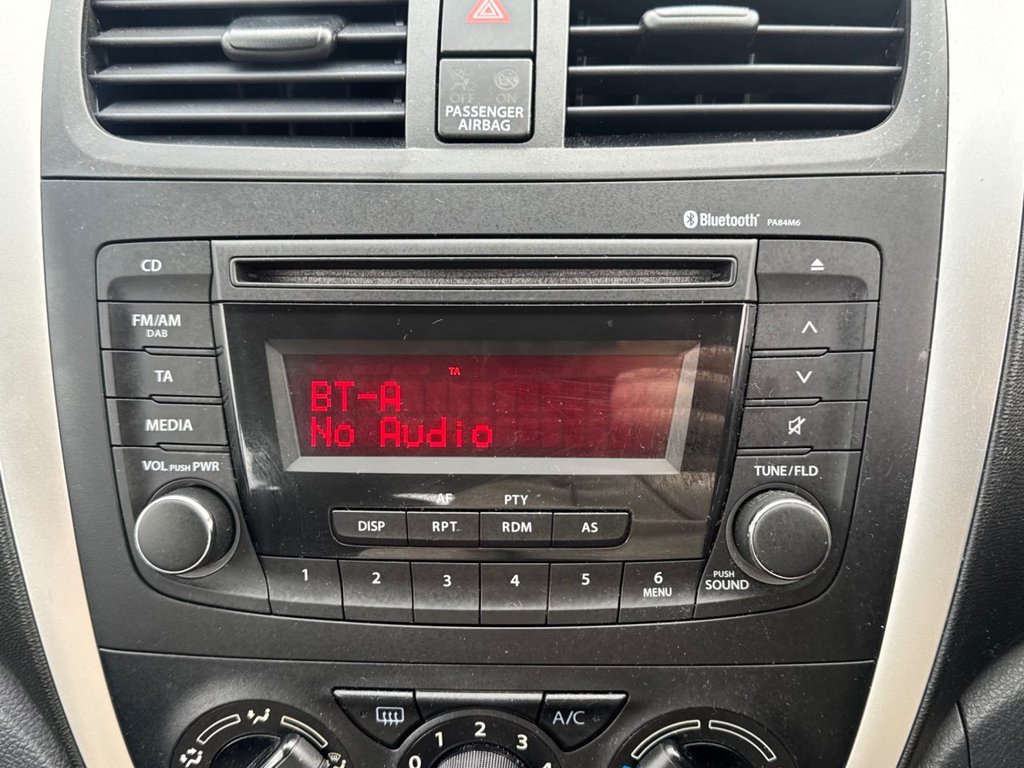 OFF ON
PASSENGER
AIRBAG
Bluetooth PA84M6
CD
FM/AM
DAB
TA
MEDIA
VOL PUSH PWR
TA
BT-A
No Audio
AF PTY
DISP RPT RDM AS
1 2 3 4 5 6
MENU
TUNE/FLD
PUSH
SOUND
A/C
0 1 2 3 4